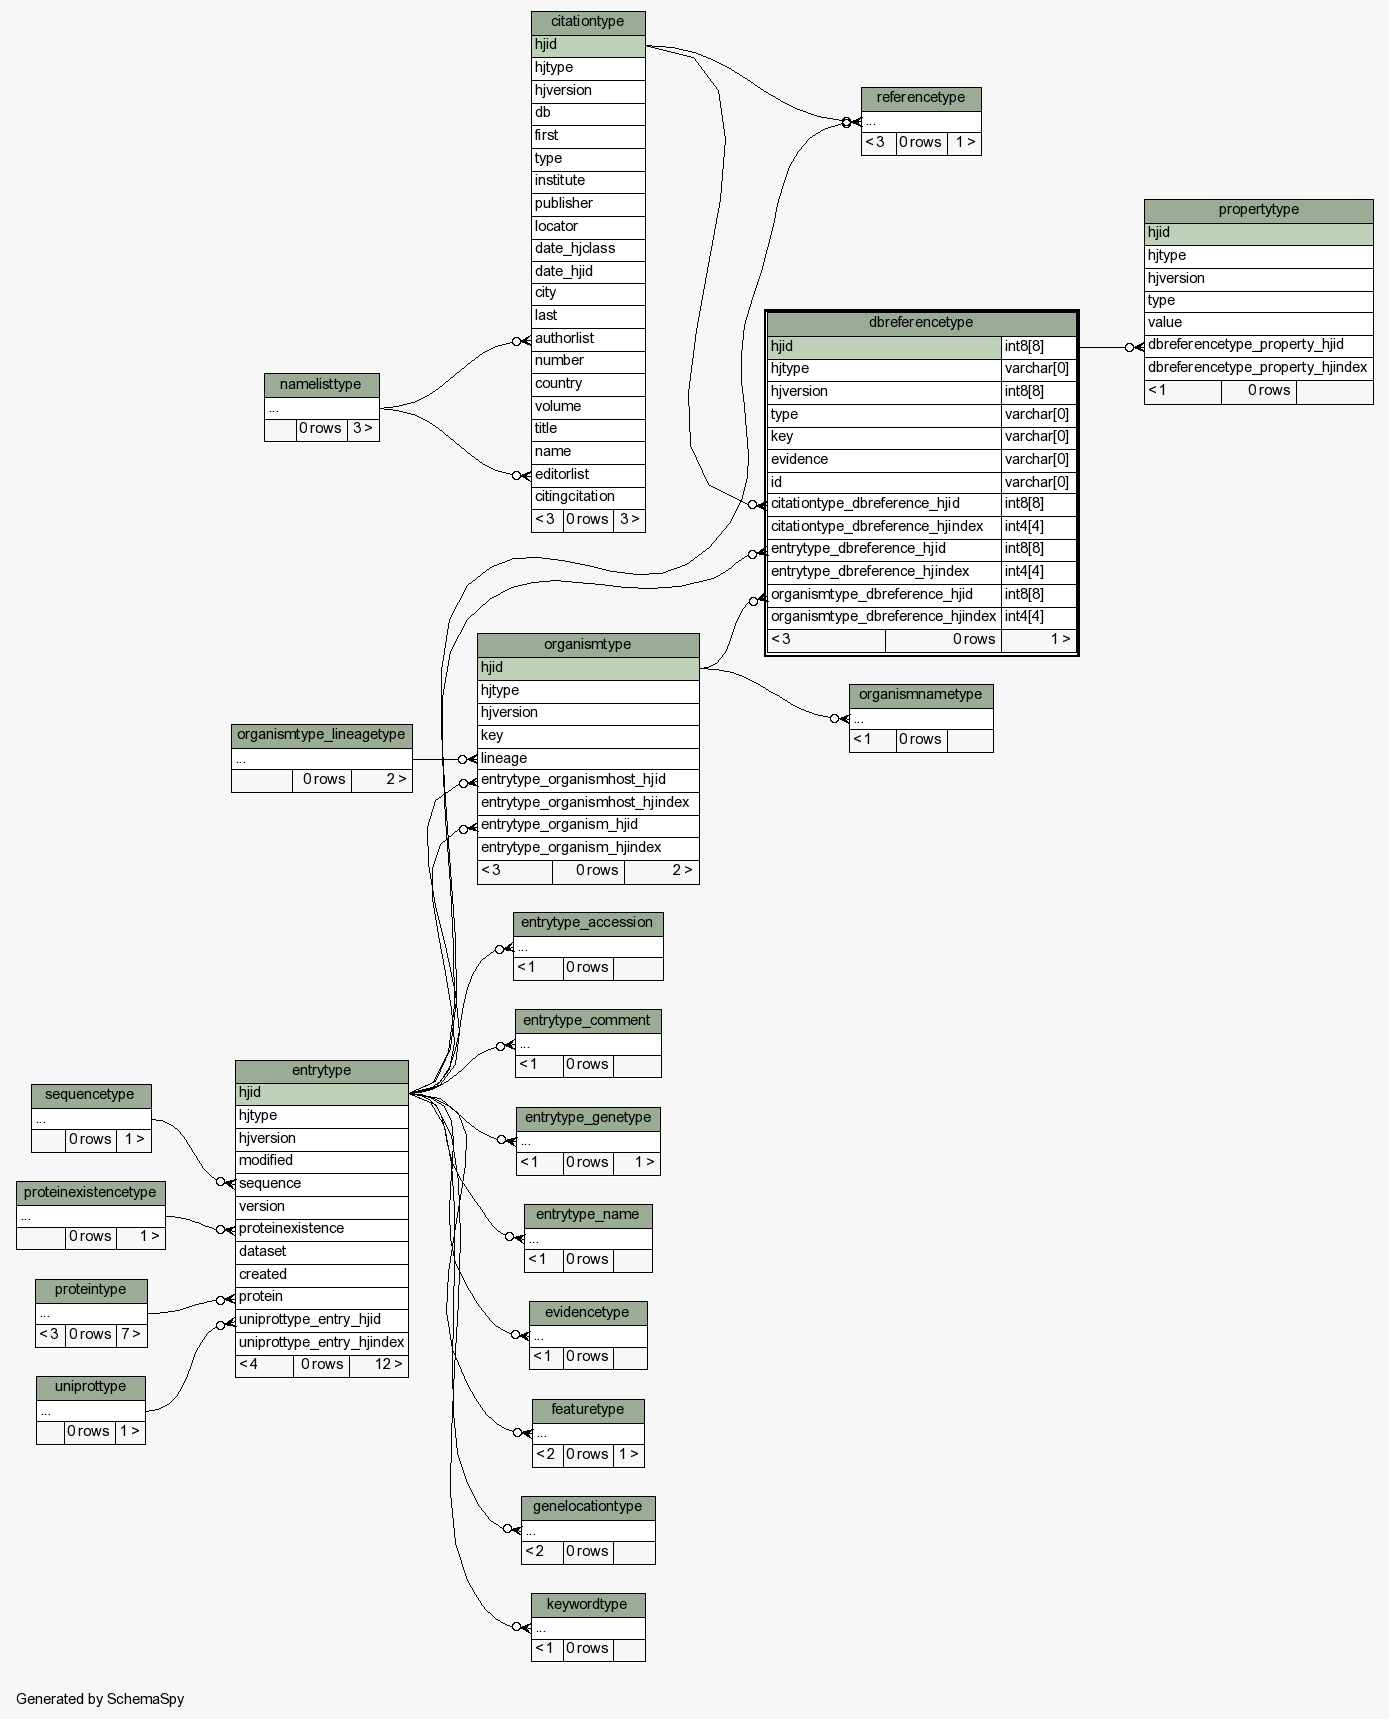 citationtype
hjid
hjtype
hjversion
db
first
type
institute
publisher
locator
date_hjclass
date_hjid
city
last
authorlist
number
country
volume
title
name
editorlist
citingcitation
< 3 0 rows 3 >
referencetype
...
< 3 0 rows 1 >
propertytype
hjid
hjtype
hjversion
type
value
dbreferencetype_property_hjid
dbreferencetype_property_hjindex
< 1 0 rows
dbreferencetype
hjid int8[8]
hjtype varchar[0]
hjversion int8[8]
type varchar[0]
key varchar[0]
evidence varchar[0]
id varchar[0]
citationtype_dbreference_hjid int8[8]
citationtype_dbreference_hjindex int4[4]
entrytype_dbreference_hjid int8[8]
entrytype_dbreference_hjindex int4[4]
organismtype_dbreference_hjid int8[8]
organismtype_dbreference_hjindex int4[4]
< 3 0 rows 1 >
namelisttype
...
0 rows 3 >
organismtype
hjid
hjtype
hjversion
key
lineage
entrytype_organismhost_hjid
entrytype_organismhost_hjindex
entrytype_organism_hjid
entrytype_organism_hjindex
< 3 0 rows 2 >
organismnametype
...
< 1 0 rows
organismtype_lineagetype
...
0 rows 2 >
entrytype_accession
...
< 1 0 rows
entrytype_comment
...
< 1 0 rows
entrytype
hjid
hjtype
hjversion
modified
sequence
version
proteinexistence
dataset
created
protein
uniprottype_entry_hjid
uniprottype_entry_hjindex
< 4 0 rows 12 >
sequencetype
...
0 rows 1 >
proteinexistencetype
...
0 rows 1 >
proteintype
...
< 3 0 rows 7 >
uniprottype
...
0 rows 1 >
entrytype_genetype
...
< 1 0 rows 1 >
entrytype_name
...
< 1 0 rows
evidencetype
...
< 1 0 rows
featuretype
...
< 2 0 rows 1 >
genelocationtype
...
< 2 0 rows
keywordtype
...
< 1 0 rows
Generated by SchemaSpy